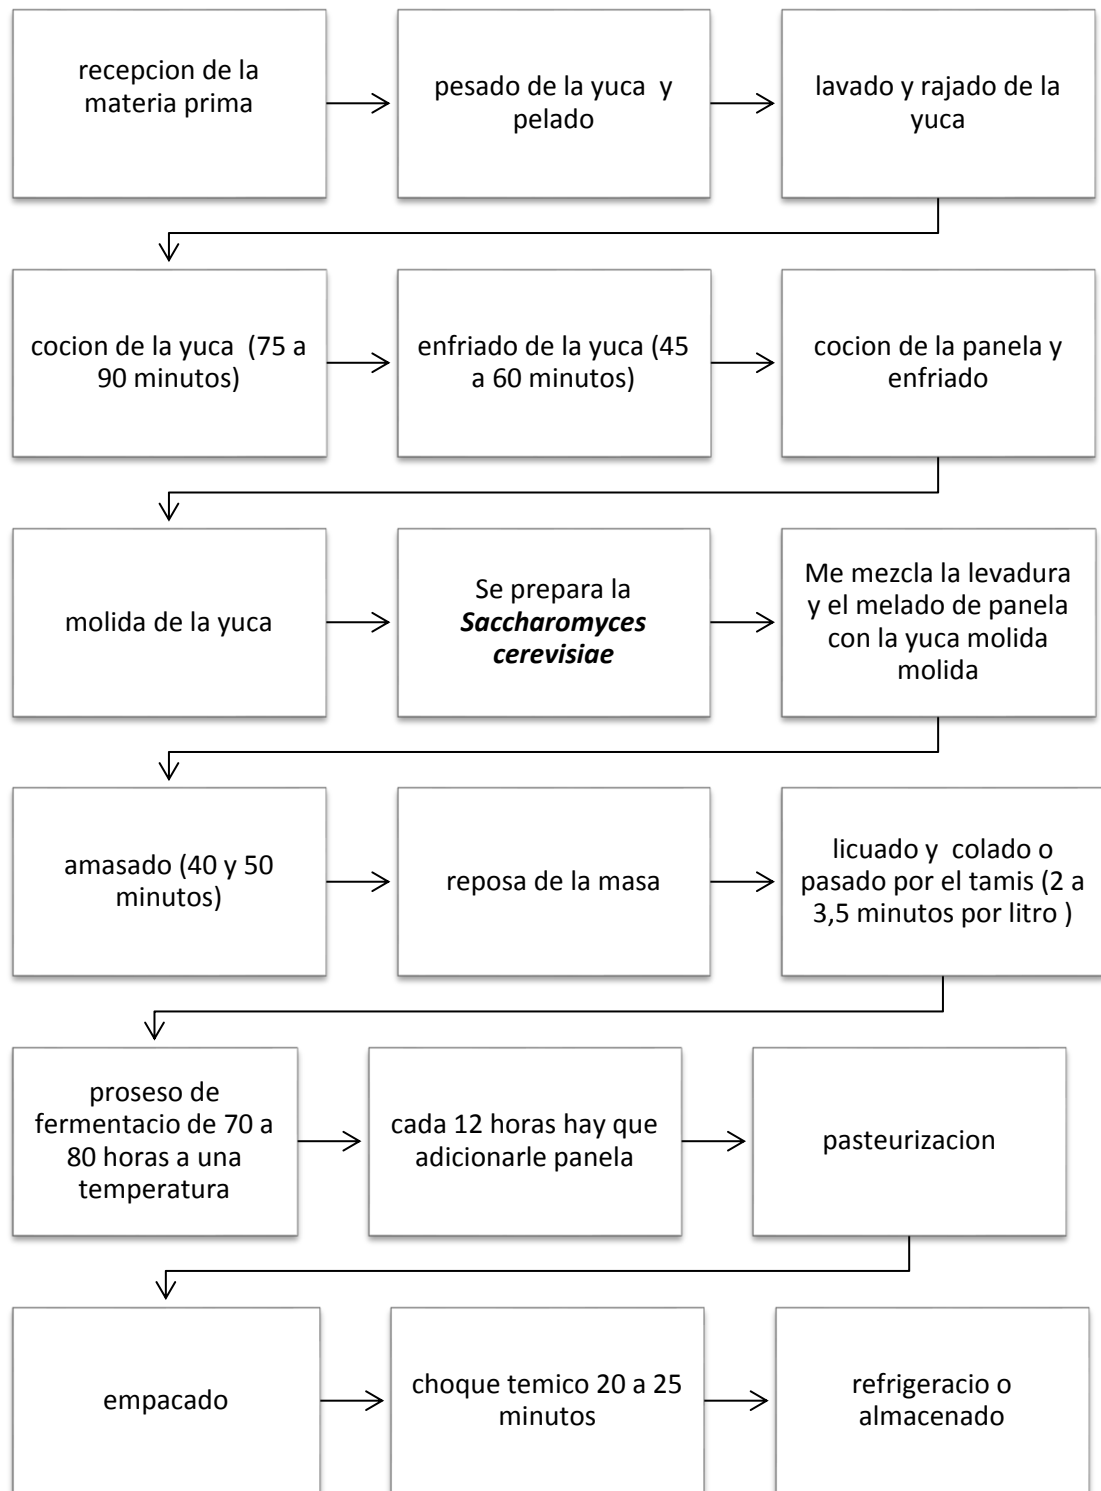 recepcion de la
materia prima
pesado de la yuca y
pelado
lavado y rajado de la
yuca
cocion de la yuca (75 a
90 minutos)
enfriado de la yuca (45
a 60 minutos)
cocion de la panela y
enfriado
molida de la yuca
Se prepara la
Saccharomyces
cerevisiae
Me mezcla la levadura
y el melado de panela
con la yuca molida
molida
amasado (40 y 50
minutos)
reposa de la masa
licuado y colado o
pasado por el tamis (2 a
3,5 minutos por litro )
proseso de
fermentacio de 70 a
80 horas a una
temperatura
cada 12 horas hay que
adicionarle panela
pasteurizacion
empacado
choque temico 20 a 25
minutos
refrigeracio o
almacenado